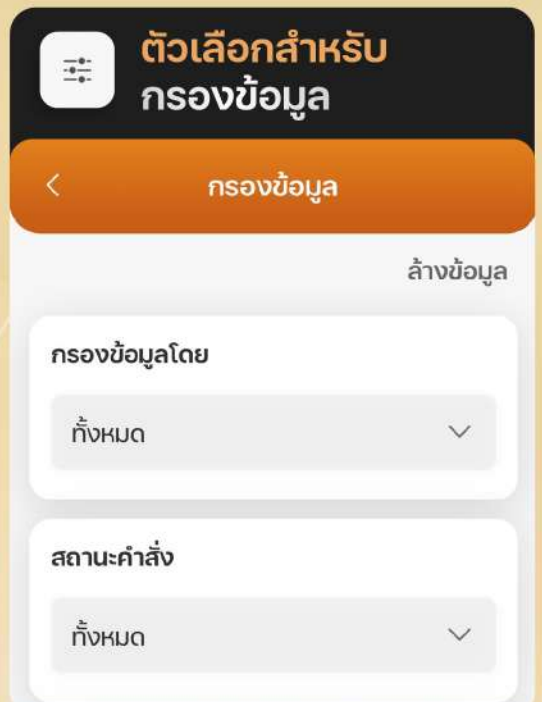 ตัวเลือกสำหรับ
กรองข้อมูล
กรองข้อมูล
ล้างข้อมูล
กรองข้อมูลโดย
ทั้งหมด
สถานะคำสั่ง
ทั้งหมด